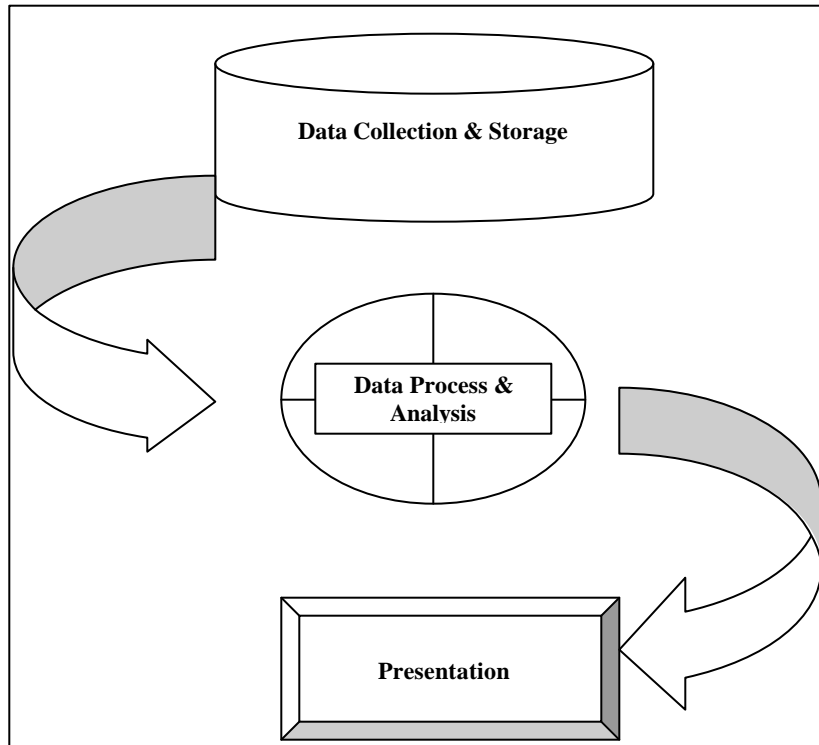 Data Collection & Storage
Data Process &
Analysis
Presentation